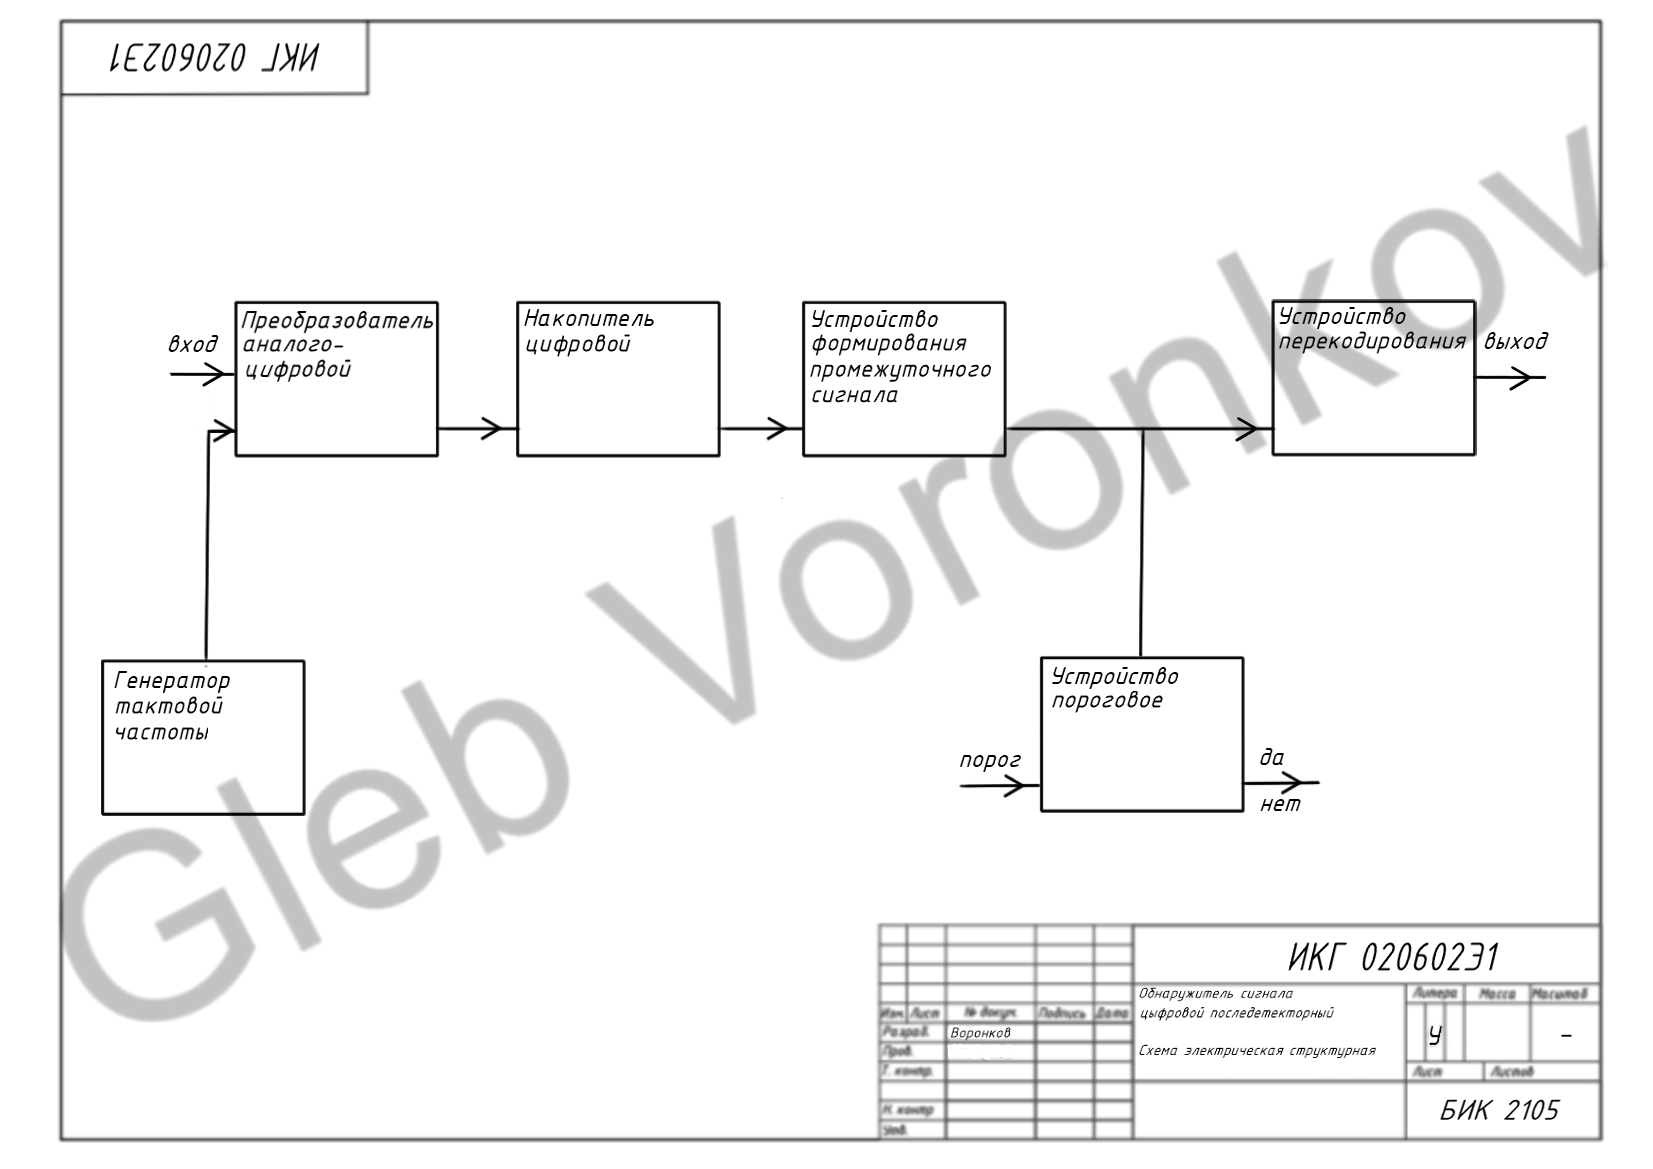 ИКГ 020602Э1
Преобразователь
аналого-
цифровой
Накопитель
цифровой
Устройство
формирования
промежуточного
сигнала
Устройство
перекодирования
вход
выход
Генератор
тактовой
частоты
Устройство
пороговое
порог
да
нет
Gleb Voronkov
ИКГ 020602Э1
Обнаружитель сигнала
цыфровой последетекторный
Схема электрическая структурная
Литера Масса Масштаб
У –
Лист Листов
БИК 2105
Изм. Лист № докум. Подпись Дата
Разраб. Воронков
Пров.
Т. контр.
Н. контр
Утв.